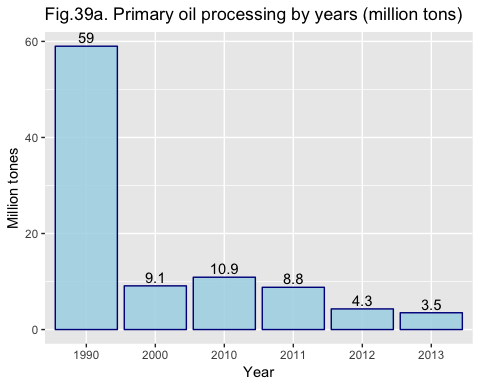 Fig.39a. Primary oil processing by years (million tons)
Million tones
60
40
20
0
59
9.1
10.9
8.8
4.3
3.5
1990 2000 2010 2011 2012 2013
Year